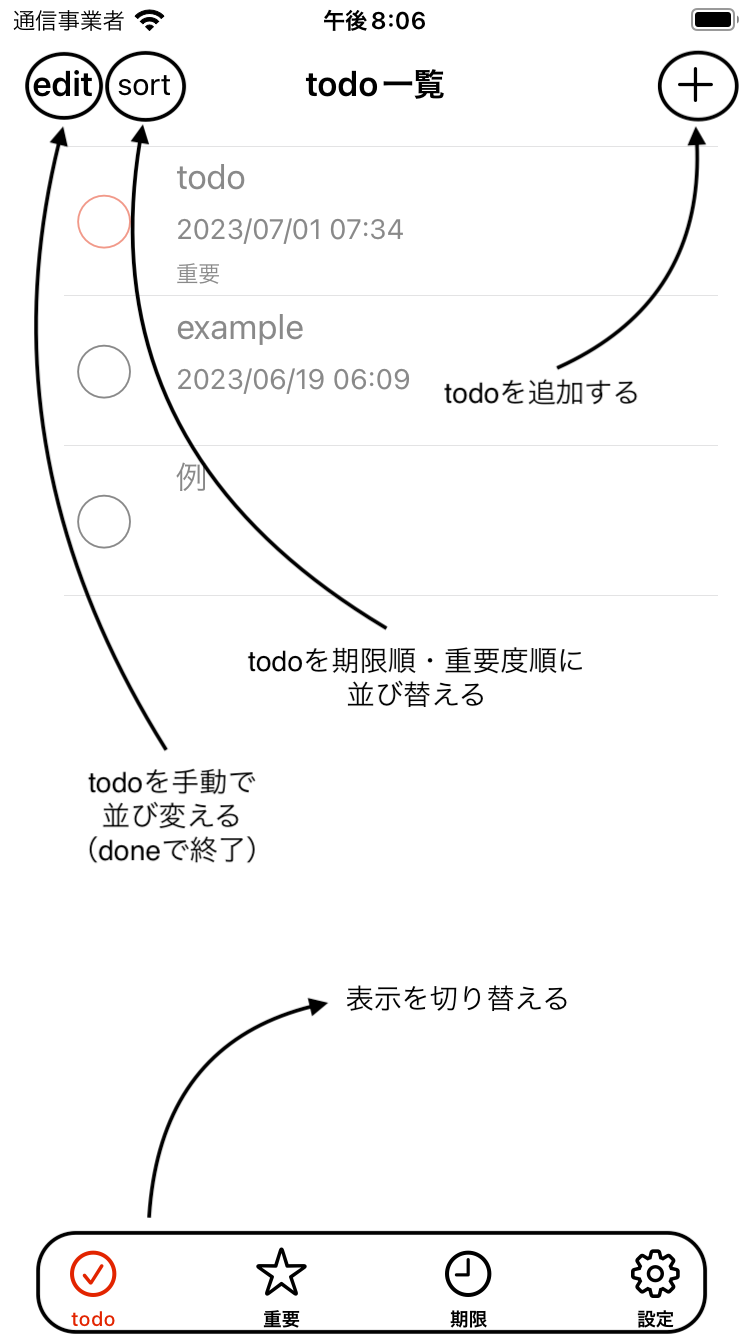 通信事業者 午後8:06
edit sort todo一覧
todo
2023/07/01 07:34
重要
example
2023/06/19 06:09
todoを追加する
例
todoを期限順・重要度順に
並び替える
todoを手動で
並び変える
（doneで終了）
表示を切り替える
todo 重要 期限 設定